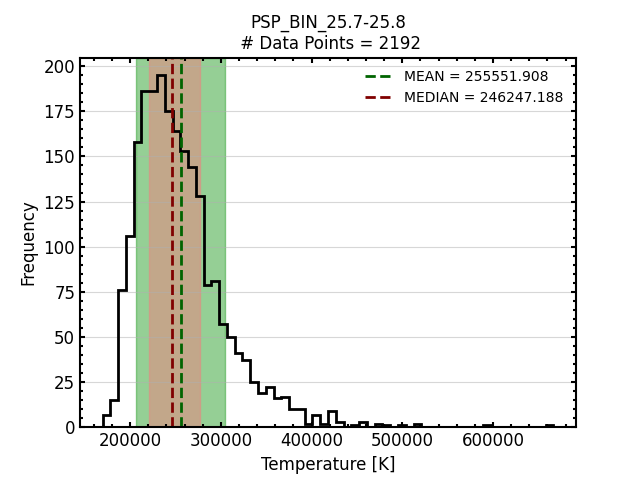 PSP_BIN_25.7-25.8
# Data Points = 2192
MEAN = 255551.908
MEDIAN = 246247.188
200
175
150
125
100
75
50
25
0
Frequency
200000 300000 400000 500000 600000
Temperature [K]